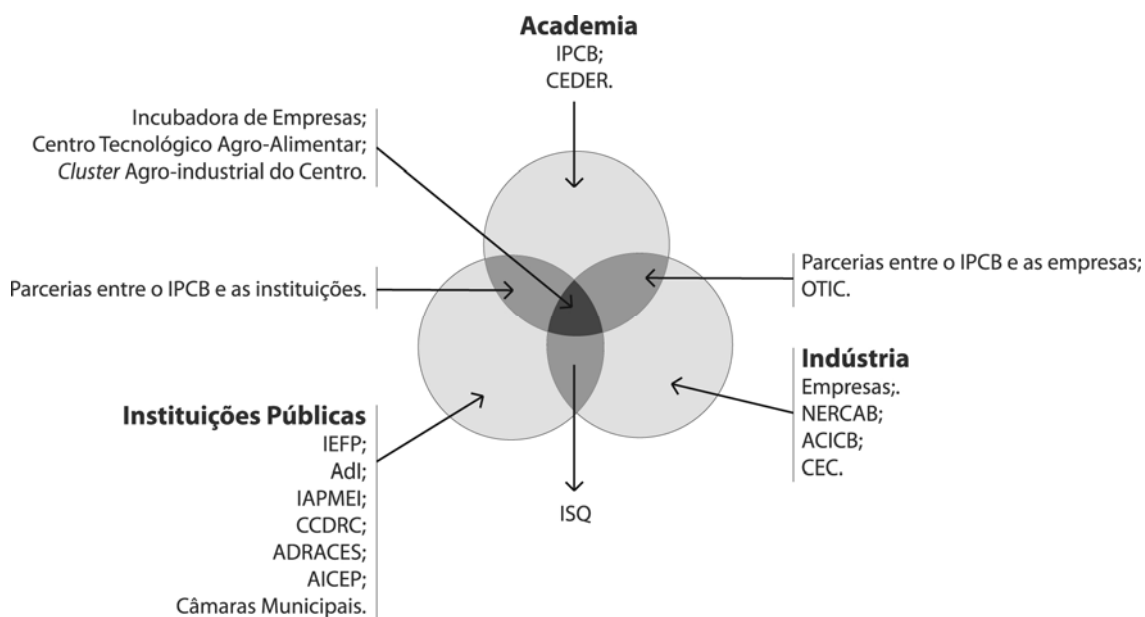 Academia
IPCB;
CEDER.
Incubadora de Empresas;
Centro Tecnológico Agro-Alimentar;
Cluster Agro-industrial do Centro.
Parcerias entre o IPCB e as instituições.
Parcerias entre o IPCB e as empresas;
OTIC.
Indústria
Empresas;.
NERCAB;
ACICB;
CEC.
Instituições Públicas
IEFP;
AdI;
IAPMEI;
CCDRC;
ADRACES;
AICEP;
Câmaras Municipais.
ISQ